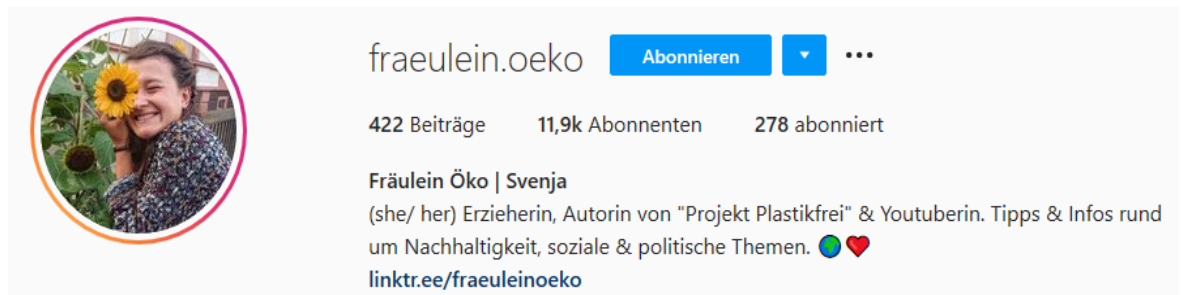 fraeulein.oeko Abonnieren
422 Beiträge 11,9k Abonnenten 278 abonniert
Fräulein Öko | Svenja
(she/ her) Erzieherin, Autorin von "Projekt Plastikfrei" & Youtuberin. Tipps & Infos rund
um Nachhaltigkeit, soziale & politische Themen. 🌍❤️
linktr.ee/fraeuleinoeko